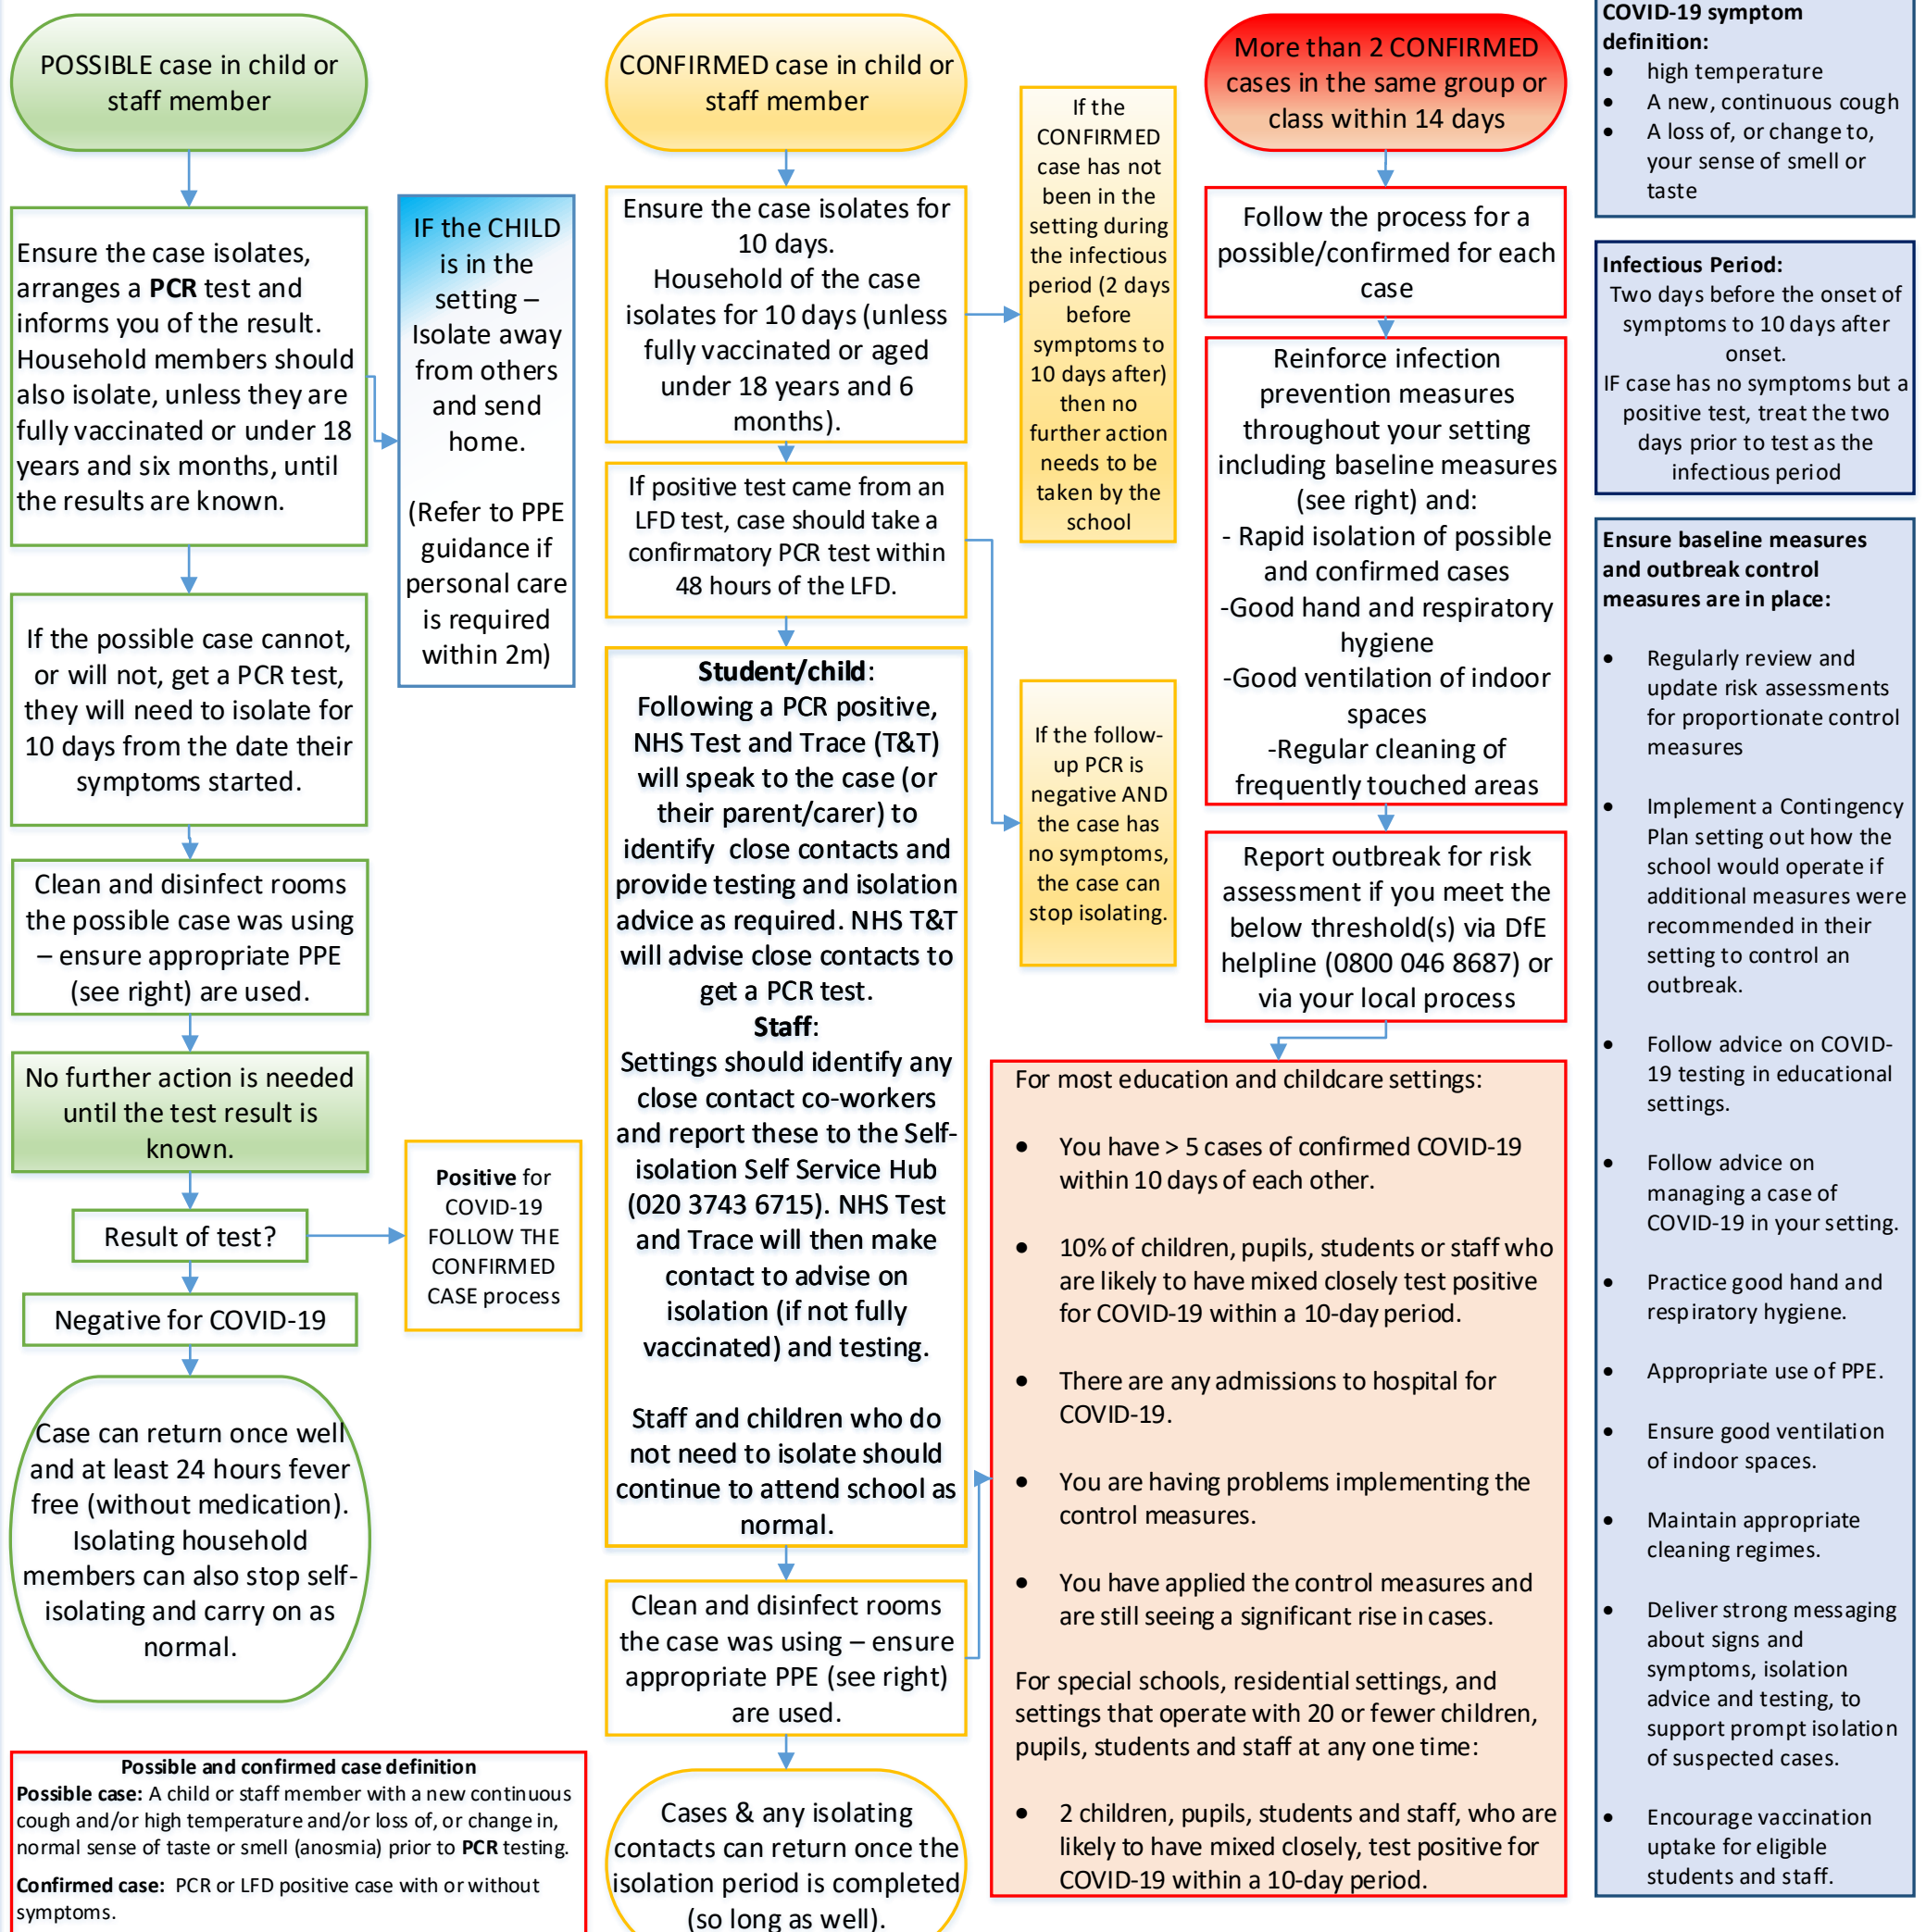 POSSIBLE case in child or
staff member
Ensure the case isolates,
arranges a PCR test and
informs you of the result.
Household members should
also isolate, unless they are
fully vaccinated or under 18
years and six months, until
the results are known.
IF the CHILD
is in the
setting –
Isolate away
from others
and send
home.
(Refer to PPE
guidance if
personal care
is required
within 2m)
If the possible case cannot,
or will not, get a PCR test,
they will need to isolate for
10 days from the date their
symptoms started.
Clean and disinfect rooms
the possible case was using
– ensure appropriate PPE
(see right) are used.
No further action is needed
until the test result is
known.
Result of test?
Positive for
COVID-19
FOLLOW THE
CONFIRMED
CASE process
Negative for COVID-19
Case can return once well
and at least 24 hours fever
free (without medication).
Isolating household
members can also stop self-
isolating and carry on as
normal.
Possible and confirmed case definition
Possible case: A child or staff member with a new continuous
cough and/or high temperature and/or loss of, or change in,
normal sense of taste or smell (anosmia) prior to PCR testing.
Confirmed case: PCR or LFD positive case with or without
symptoms.
CONFIRMED case in child or
staff member
Ensure the case isolates for
10 days.
Household of the case
isolates for 10 days (unless
fully vaccinated or aged
under 18 years and 6
months).
If the
CONFIRMED
case has not
been in the
setting during
the infectious
period (2 days
before
symptoms to
10 days after)
then no
further action
needs to be
taken by the
school
If positive test came from an
LFD test, case should take a
confirmatory PCR test within
48 hours of the LFD.
If the follow-
up PCR is
negative AND
the case has
no symptoms,
the case can
stop isolating.
Student/child:
Following a PCR positive,
NHS Test and Trace (T&T)
will speak to the case (or
their parent/carer) to
identify close contacts and
provide testing and isolation
advice as required. NHS T&T
will advise close contacts to
get a PCR test.
Staff:
Settings should identify any
close contact co-workers
and report these to the Self-
isolation Self Service Hub
(020 3743 6715). NHS Test
and Trace will then make
contact to advise on
isolation (if not fully
vaccinated) and testing.
Staff and children who do
not need to isolate should
continue to attend school as
normal.
Clean and disinfect rooms
the case was using – ensure
appropriate PPE (see right)
are used.
Cases & any isolating
contacts can return once the
isolation period is completed
(so long as well).
More than 2 CONFIRMED
cases in the same group or
class within 14 days
Follow the process for a
possible/confirmed for each
case
Reinforce infection
prevention measures
throughout your setting
including baseline measures
(see right) and:
- Rapid isolation of possible
and confirmed cases
-Good hand and respiratory
hygiene
-Good ventilation of indoor
spaces
-Regular cleaning of
frequently touched areas
Report outbreak for risk
assessment if you meet the
below threshold(s) via DfE
helpline (0800 046 8687) or
via your local process
For most education and childcare settings:
• You have > 5 cases of confirmed COVID-19
within 10 days of each other.
• 10% of children, pupils, students or staff who
are likely to have mixed closely test positive
for COVID-19 within a 10-day period.
• There are any admissions to hospital for
COVID-19.
• You are having problems implementing the
control measures.
• You have applied the control measures and
are still seeing a significant rise in cases.
For special schools, residential settings, and
settings that operate with 20 or fewer children,
pupils, students and staff at any one time:
• 2 children, pupils, students and staff, who are
likely to have mixed closely, test positive for
COVID-19 within a 10-day period.
COVID-19 symptom
definition:
• high temperature
• A new, continuous cough
• A loss of, or change to,
your sense of smell or
taste
Infectious Period:
Two days before the onset of
symptoms to 10 days after
onset.
IF case has no symptoms but a
positive test, treat the two
days prior to test as the
infectious period
Ensure baseline measures
and outbreak control
measures are in place:
• Regularly review and
update risk assessments
for proportionate control
measures
• Implement a Contingency
Plan setting out how the
school would operate if
additional measures were
recommended in their
setting to control an
outbreak.
• Follow advice on COVID-
19 testing in educational
settings.
• Follow advice on
managing a case of
COVID-19 in your setting.
• Practice good hand and
respiratory hygiene.
• Appropriate use of PPE.
• Ensure good ventilation
of indoor spaces.
• Maintain appropriate
cleaning regimes.
• Deliver strong messaging
about signs and
symptoms, isolation
advice and testing, to
support prompt isolation
of suspected cases.
• Encourage vaccination
uptake for eligible
students and staff.